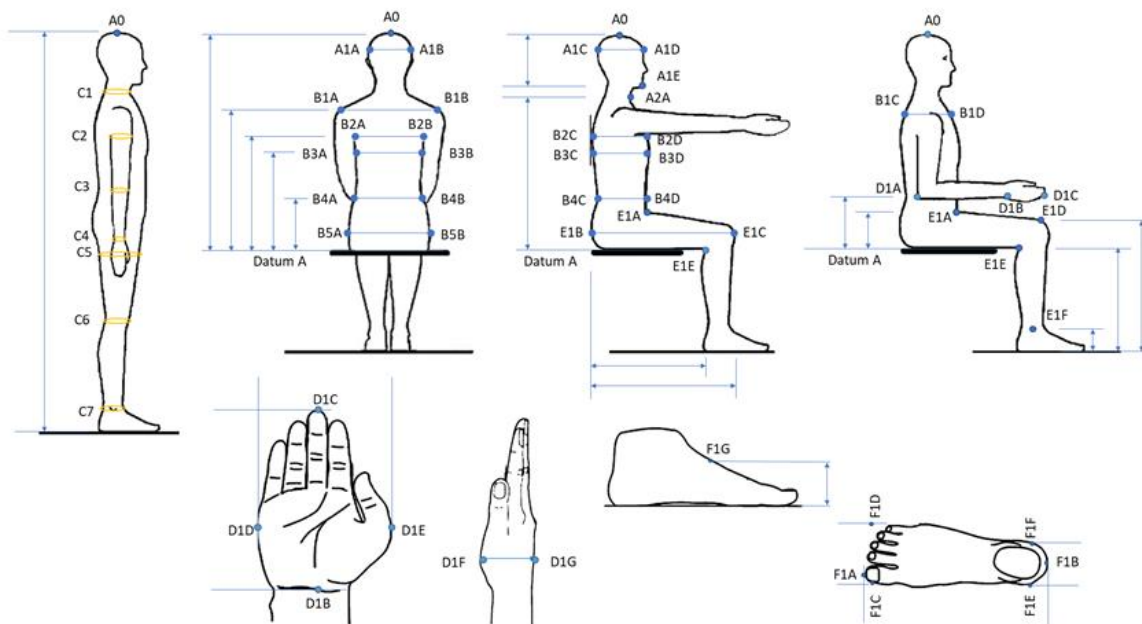 A0
C1
C2
C3
C4
C5
C6
C7
A0
A1A A1B
B1A B1B
B2A B2B
B3A B3B
B4A B4B
B5A B5B
Datum A
A0
A1C A1D
A1E
A2A
B2C B2D
B3C B3D
B4C B4D
E1A
E1B E1C
Datum A
E1E
A0
B1C B1D
D1A D1B D1C
E1A E1D
Datum A E1E
E1F
D1C
D1D D1E
D1B
D1F D1G
F1G
F1D
F1F
F1A F1B
F1C
F1E